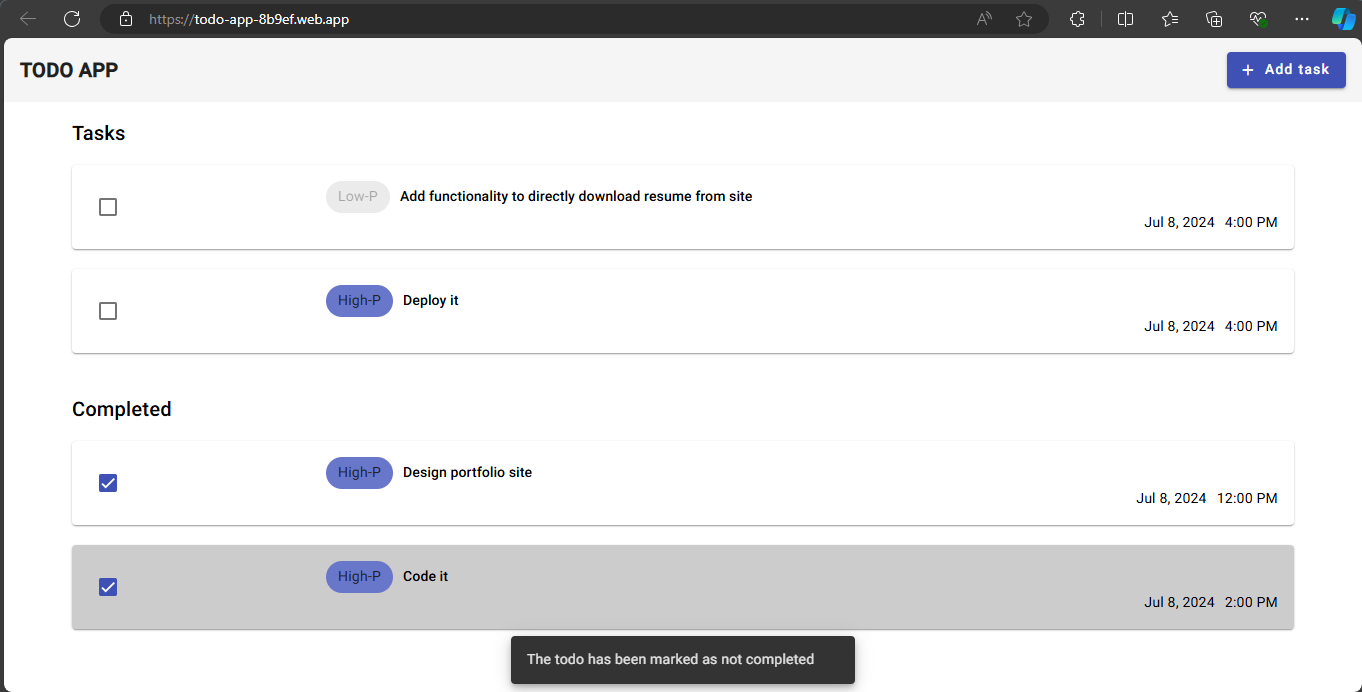 https://todo-app-8b9ef.web.app
TODO APP
+ Add task
Tasks
Low-P Add functionality to directly download resume from site
Jul 8, 2024 4:00 PM
High-P Deploy it
Jul 8, 2024 4:00 PM
Completed
High-P Design portfolio site
Jul 8, 2024 12:00 PM
High-P Code it
Jul 8, 2024 2:00 PM
The todo has been marked as not completed